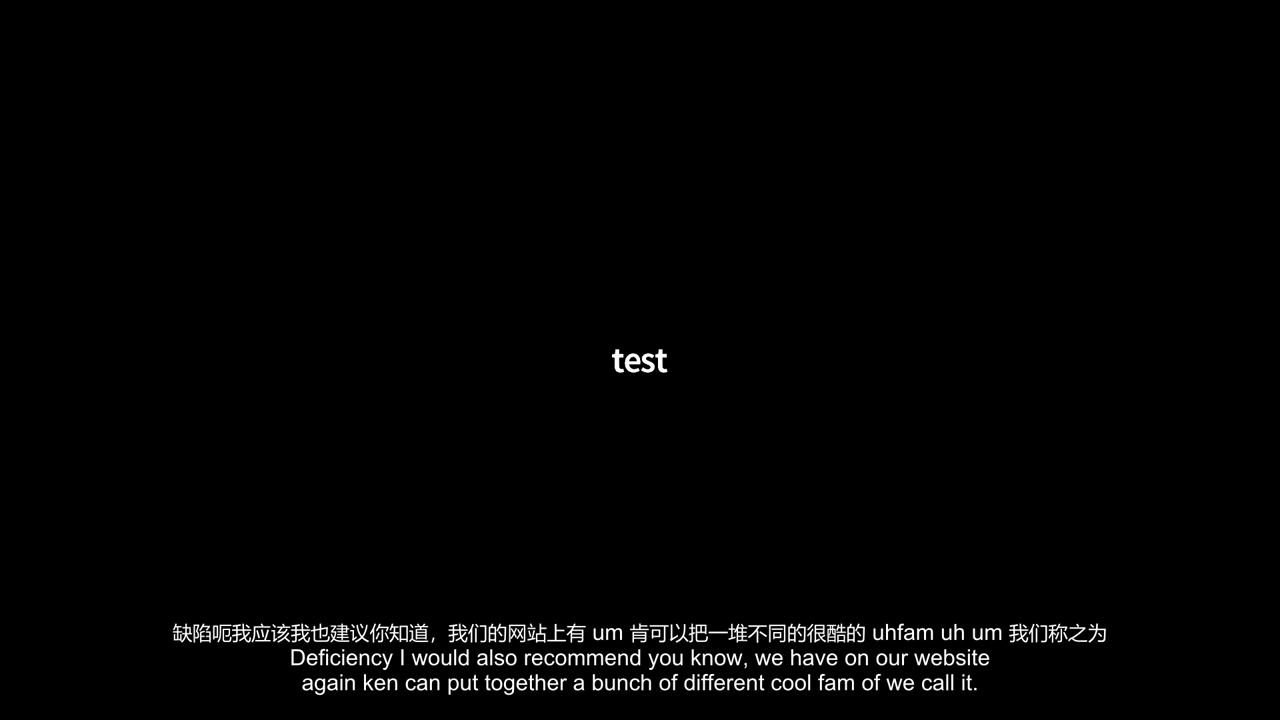 test
缺陷呃我应该我也建议你知道，我们的网站上有 um 肯可以把一堆不同的很酷的 uhfam uh um 我们称之为
Deficiency I would also recommend you know, we have on our website
again ken can put together a bunch of different cool fam of we call it.